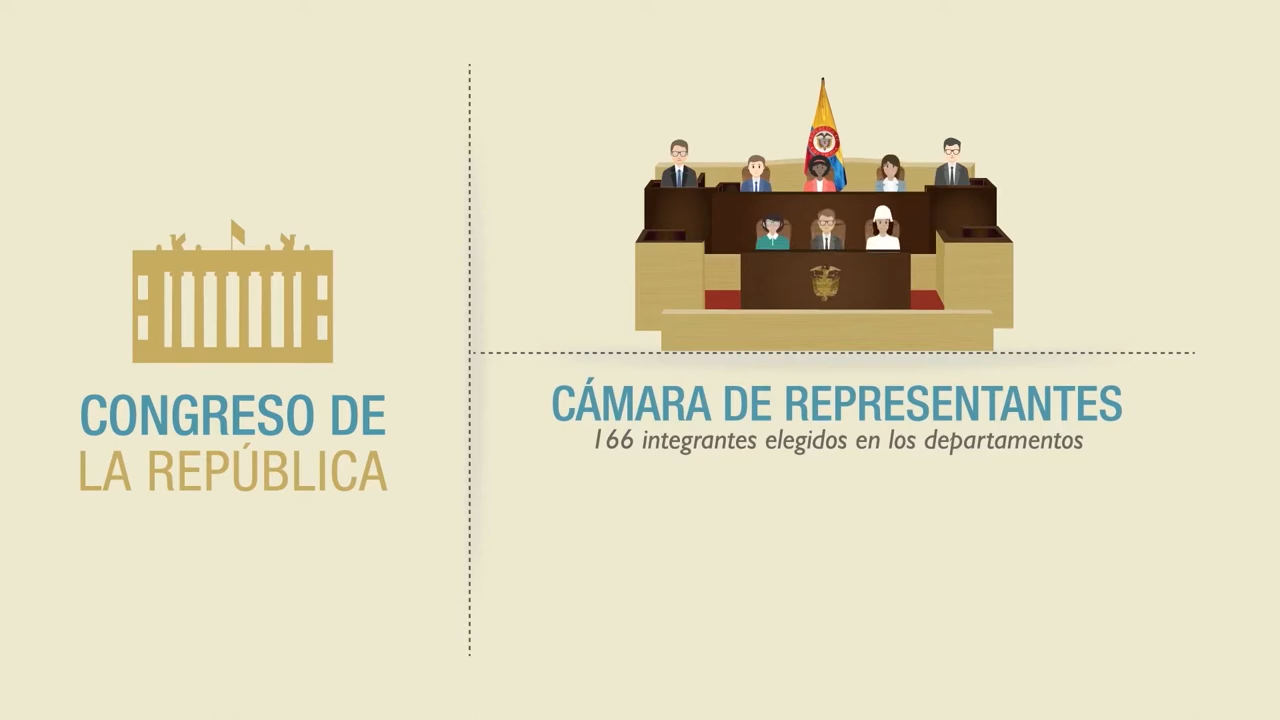 CONGRESO DE
LA REPÚBLICA
CÁMARA DE REPRESENTANTES
166 integrantes elegidos en los departamentos